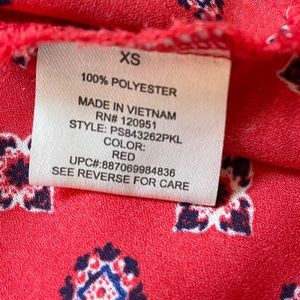 XS
100% POLYESTER
MADE IN VIETNAM
RN# 120951
STYLE: PS843262PKL
COLOR:
RED
UPC#:887069984836
SEE REVERSE FOR CARE